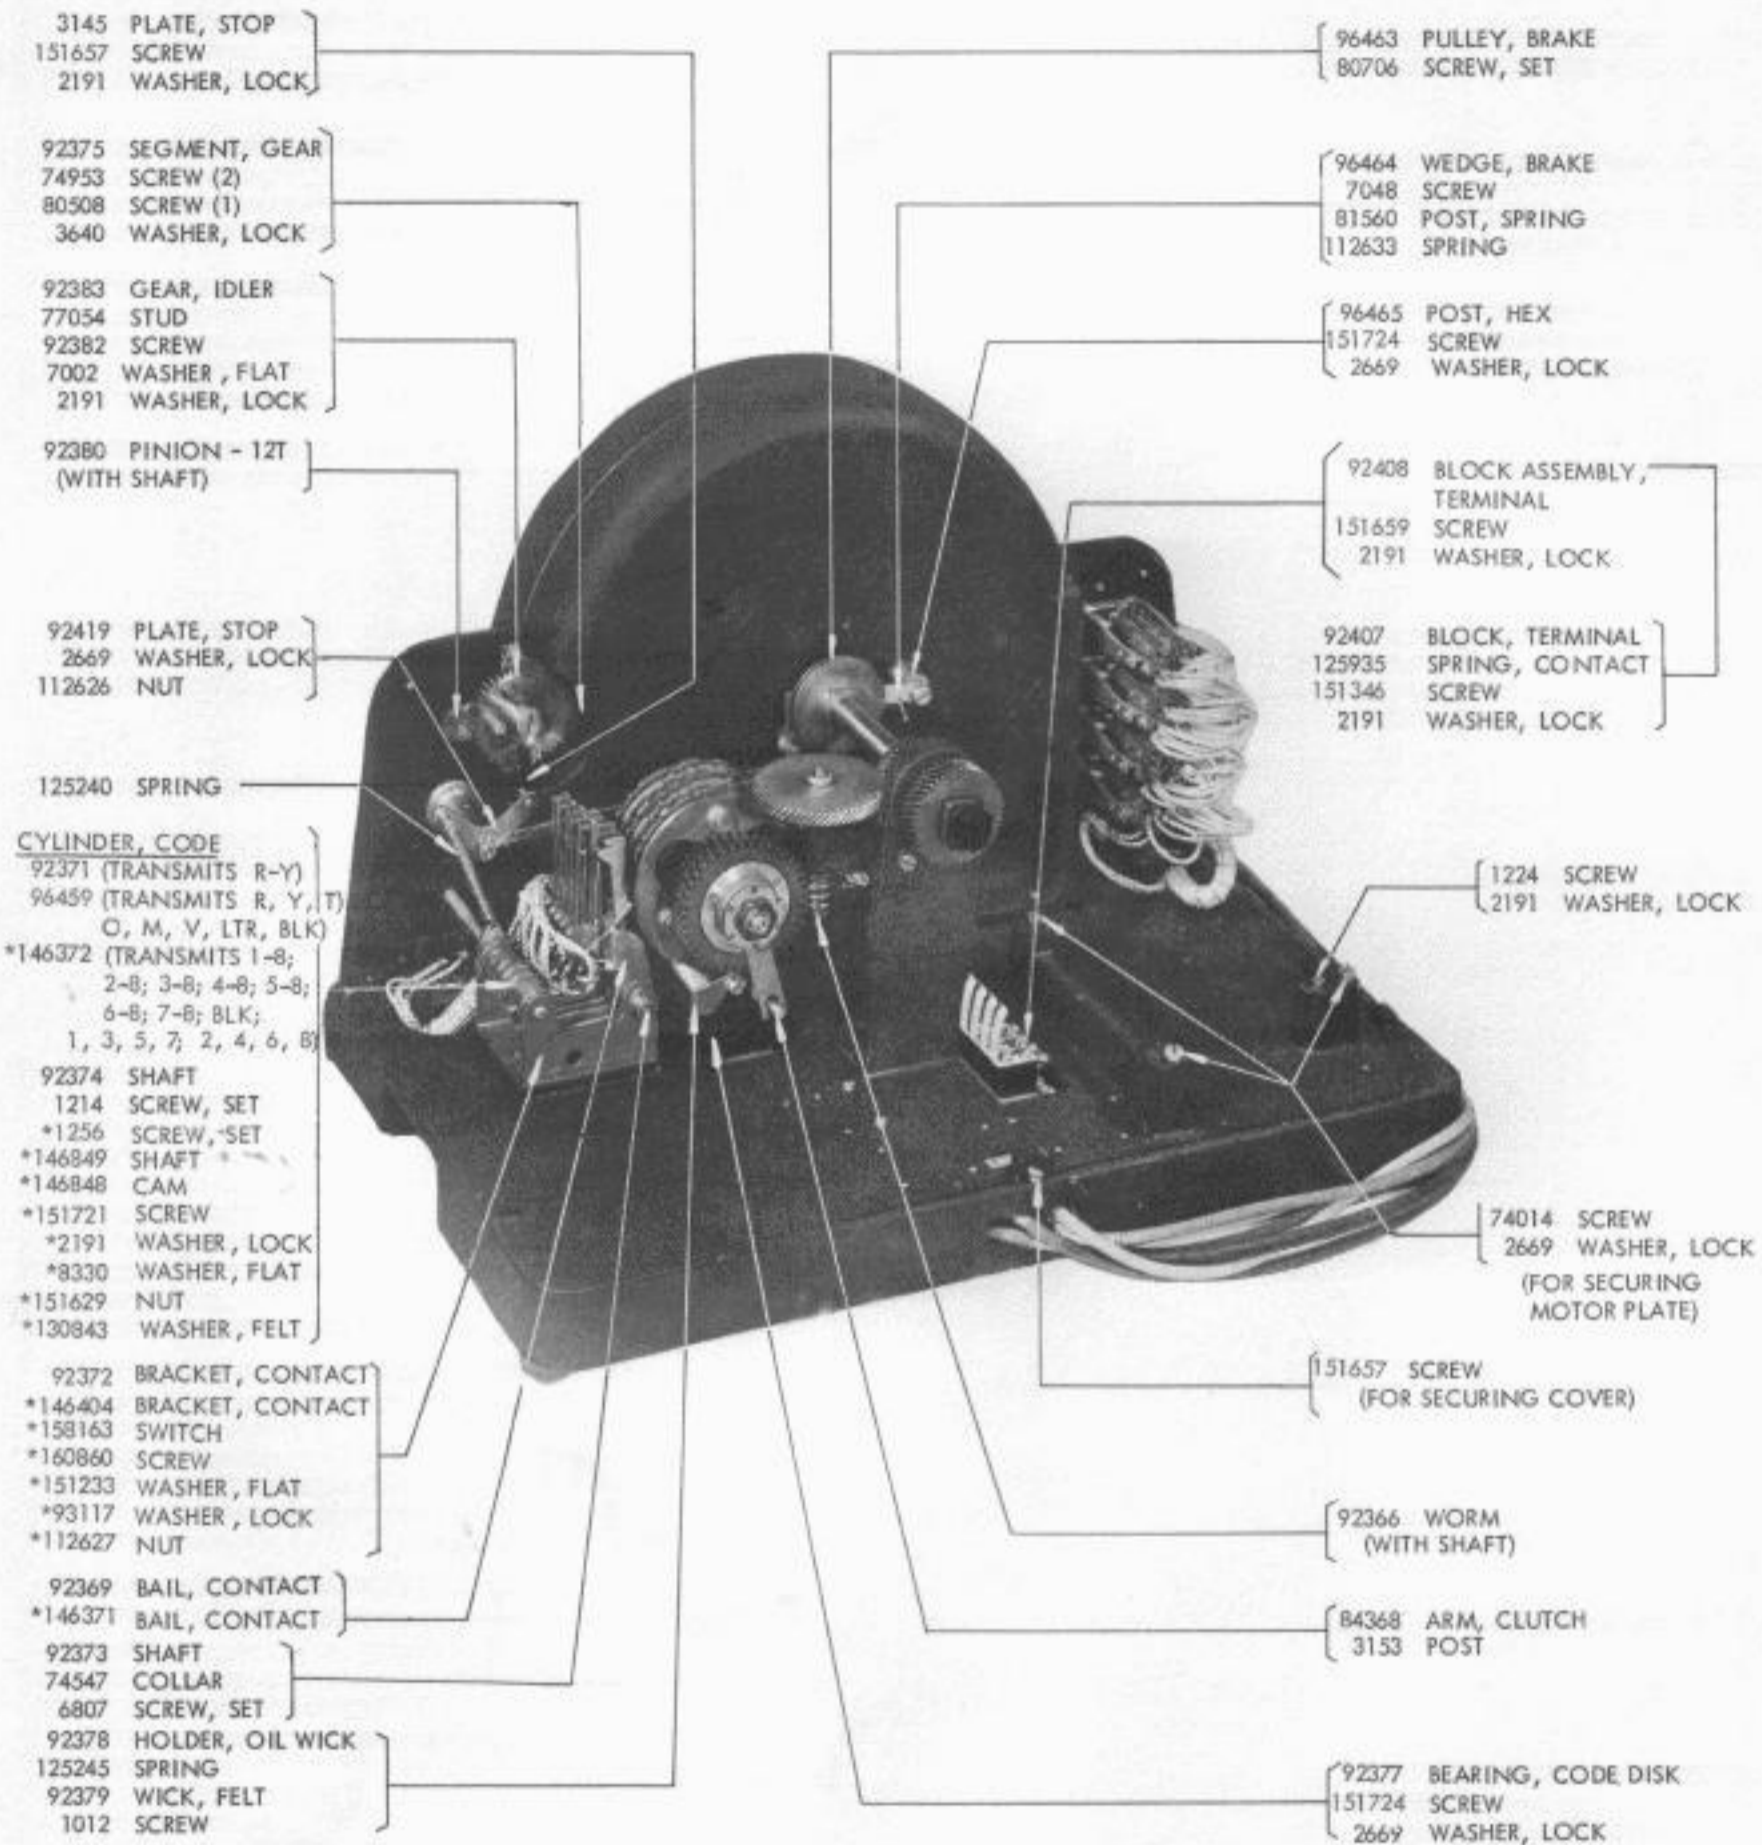 3145 PLATE, STOP
151657 SCREW
2191 WASHER, LOCK
92375 SEGMENT, GEAR
74953 SCREW (2)
80508 SCREW (1)
3640 WASHER, LOCK
92383 GEAR, IDLER
77054 STUD
92382 SCREW
7002 WASHER, FLAT
2191 WASHER, LOCK
92380 PINION - 12T
(WITH SHAFT)
92419 PLATE, STOP
2669 WASHER, LOCK
112626 NUT
125240 SPRING
CYLINDER, CODE
92371 (TRANSMITS R-Y)
96459 (TRANSMITS R, Y, T)
O, M, V, LTR, BLK)
*146372 (TRANSMITS 1-8;
2-8; 3-8; 4-8; 5-8;
6-8; 7-8; BLK;
1, 3, 5, 7; 2, 4, 6, 8)
92374 SHAFT
1214 SCREW, SET
*1256 SCREW, SET
*146849 SHAFT
*146848 CAM
*151721 SCREW
*2191 WASHER, LOCK
*8330 WASHER, FLAT
*151629 NUT
*130843 WASHER, FELT
92372 BRACKET, CONTACT
*146404 BRACKET, CONTACT
*158163 SWITCH
*160860 SCREW
*151233 WASHER, FLAT
*93117 WASHER, LOCK
*112627 NUT
92369 BAIL, CONTACT
*146371 BAIL, CONTACT
92373 SHAFT
74547 COLLAR
6807 SCREW, SET
92378 HOLDER, OIL WICK
125245 SPRING
92379 WICK, FELT
1012 SCREW
96463 PULLEY, BRAKE
80706 SCREW, SET
96464 WEDGE, BRAKE
7048 SCREW
81560 POST, SPRING
112633 SPRING
96465 POST, HEX
151724 SCREW
2669 WASHER, LOCK
92408 BLOCK ASSEMBLY,
TERMINAL
151659 SCREW
2191 WASHER, LOCK
92407 BLOCK, TERMINAL
125935 SPRING, CONTACT
151346 SCREW
2191 WASHER, LOCK
1224 SCREW
2191 WASHER, LOCK
74014 SCREW
2669 WASHER, LOCK
(FOR SECURING
MOTOR PLATE)
151657 SCREW
(FOR SECURING COVER)
92366 WORM
(WITH SHAFT)
84368 ARM, CLUTCH
3153 POST
92377 BEARING, CODE DISK
151724 SCREW
2669 WASHER, LOCK